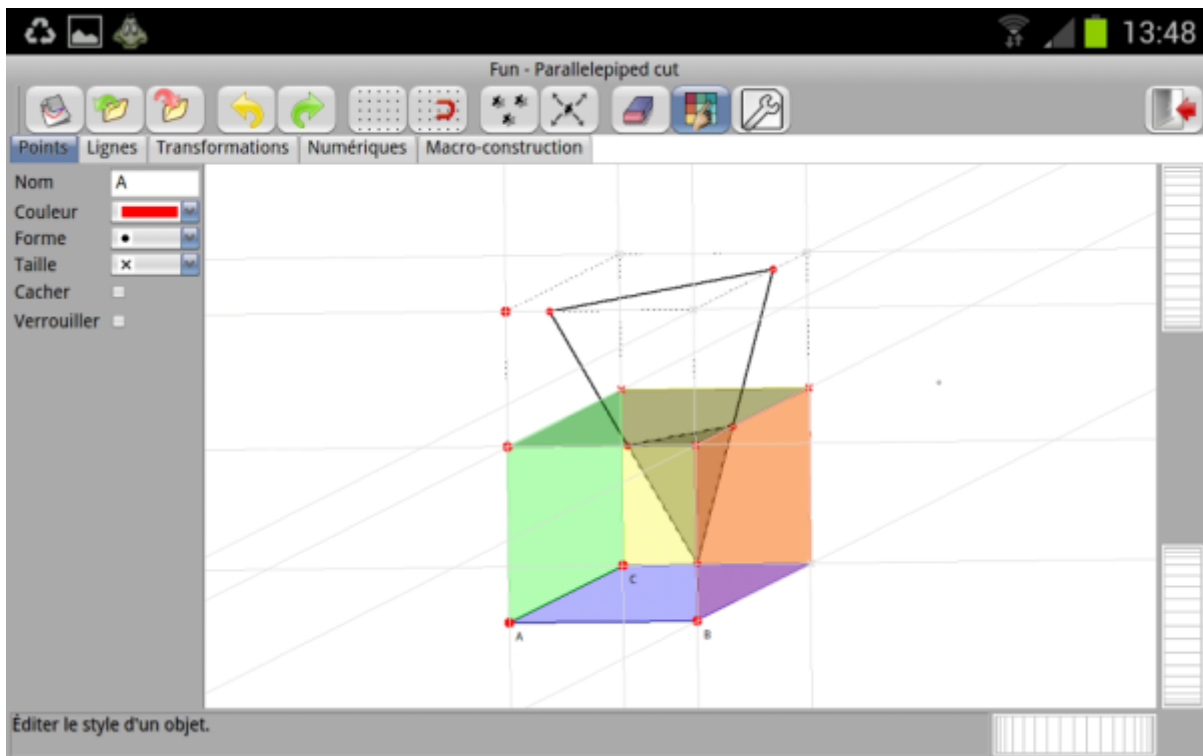 13:48
Fun - Parallelepiped cut
Points Lignes Transformations Numériques Macro-construction
Nom A
Couleur
Forme
Taille
Cacher
Verrouiller
C
A B
Éditer le style d'un objet.